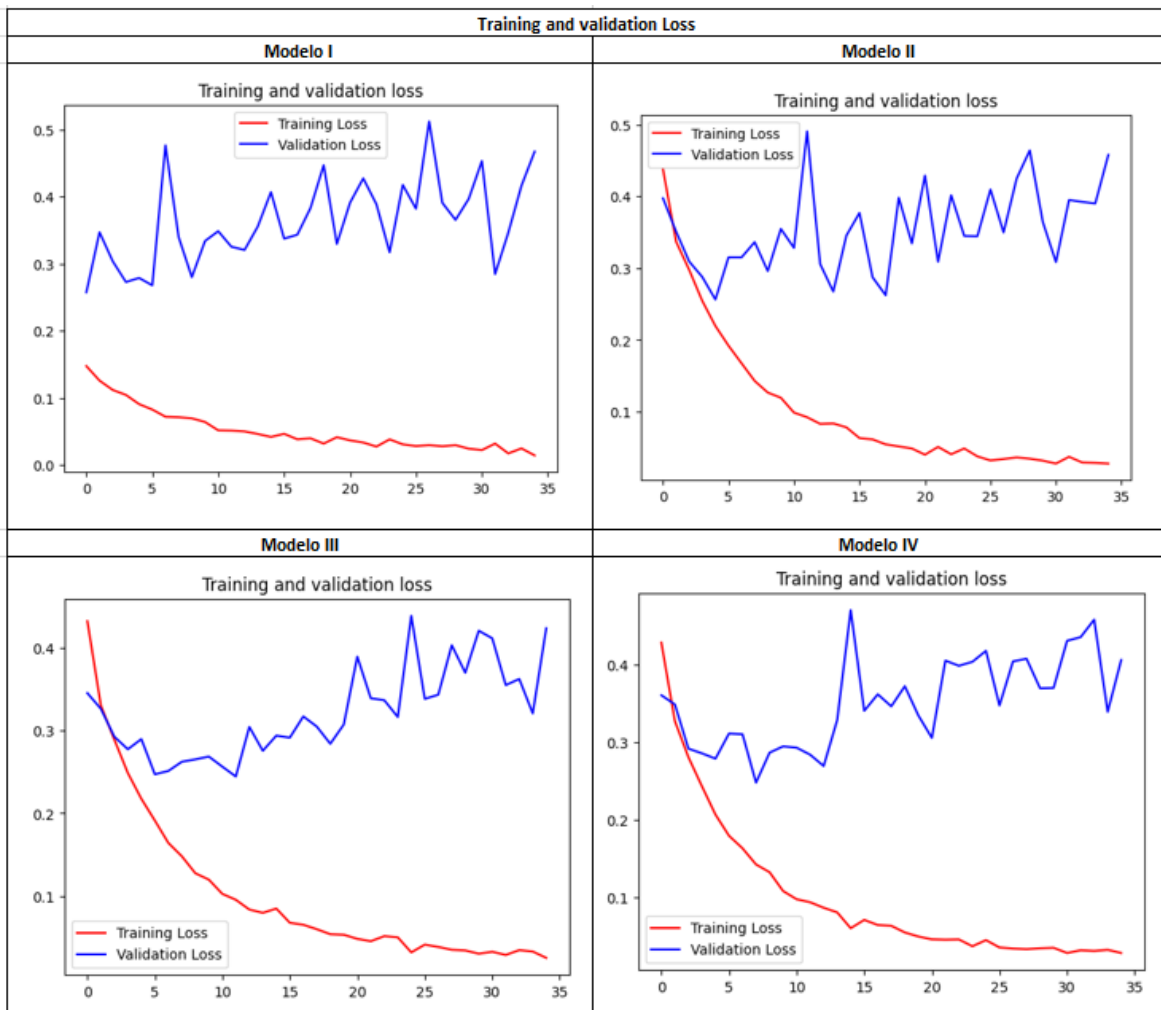 Training and validation Loss
Modelo I
Modelo II
Training and validation loss
Training Loss
Validation Loss
0.5
0.4
0.3
0.2
0.1
0.0
0 5 10 15 20 25 30 35
Training and validation loss
Training Loss
Validation Loss
0.5
0.4
0.3
0.2
0.1
0 5 10 15 20 25 30 35
Modelo III
Modelo IV
Training and validation loss
0.4
0.3
0.2
0.1
Training Loss
Validation Loss
0 5 10 15 20 25 30 35
Training and validation loss
0.4
0.3
0.2
0.1
Training Loss
Validation Loss
0 5 10 15 20 25 30 35